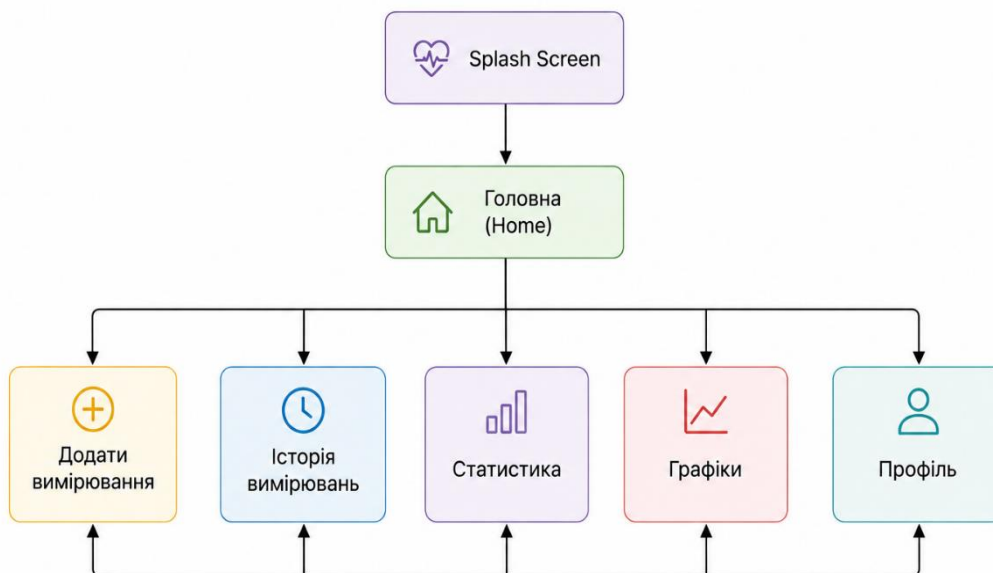 Splash Screen
Головна
(Home)
Додати
вимірювання
Історія
вимірювань
Статистика
Графіки
Профіль